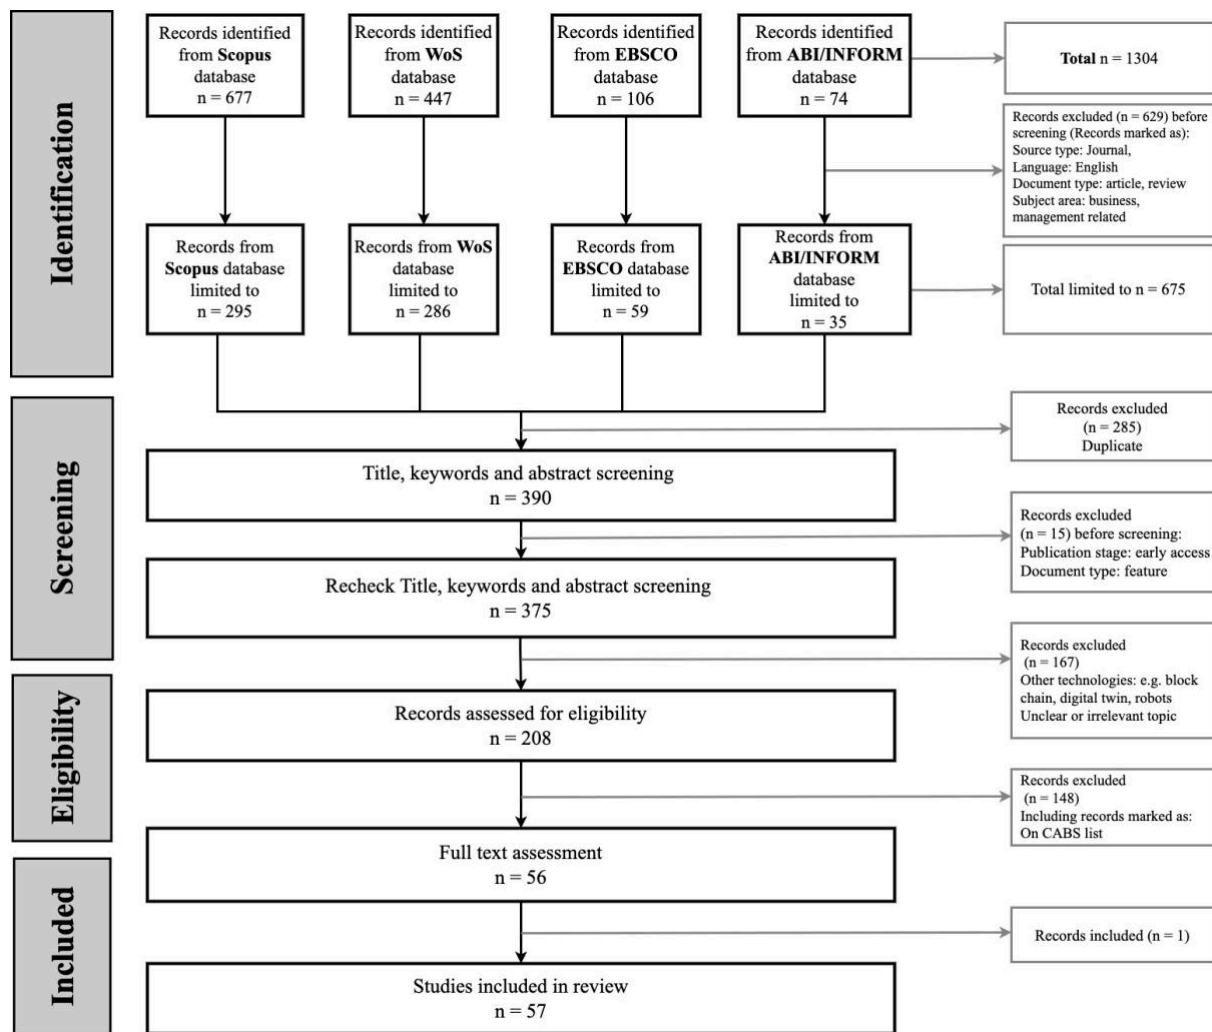 Identification
Records identified
from Scopus
database
n = 677
Records identified
from WoS
database
n = 447
Records identified
from EBSCO
database
n = 106
Records identified
from ABI/INFORM
database
n = 74
Total n = 1304
Records excluded (n = 629) before
screening (Records marked as):
Source type: Journal,
Language: English
Document type: article, review
Subject area: business,
management related
Records from
Scopus database
limited to
n = 295
Records from WoS
database
limited to
n = 286
Records from
EBSCO database
limited to
n = 59
Records from
ABI/INFORM
database
limited to
n = 35
Total limited to n = 675
Screening
Records excluded
(n = 285)
Duplicate
Title, keywords and abstract screening
n = 390
Records excluded
(n = 15) before screening:
Publication stage: early access
Document type: feature
Recheck Title, keywords and abstract screening
n = 375
Records excluded
(n = 167)
Other technologies: e.g. block
chain, digital twin, robots
Unclear or irrelevant topic
Eligibility
Records assessed for eligibility
n = 208
Records excluded
(n = 148)
Including records marked as:
On CABS list
Full text assessment
n = 56
Included
Records included (n = 1)
Studies included in review
n = 57